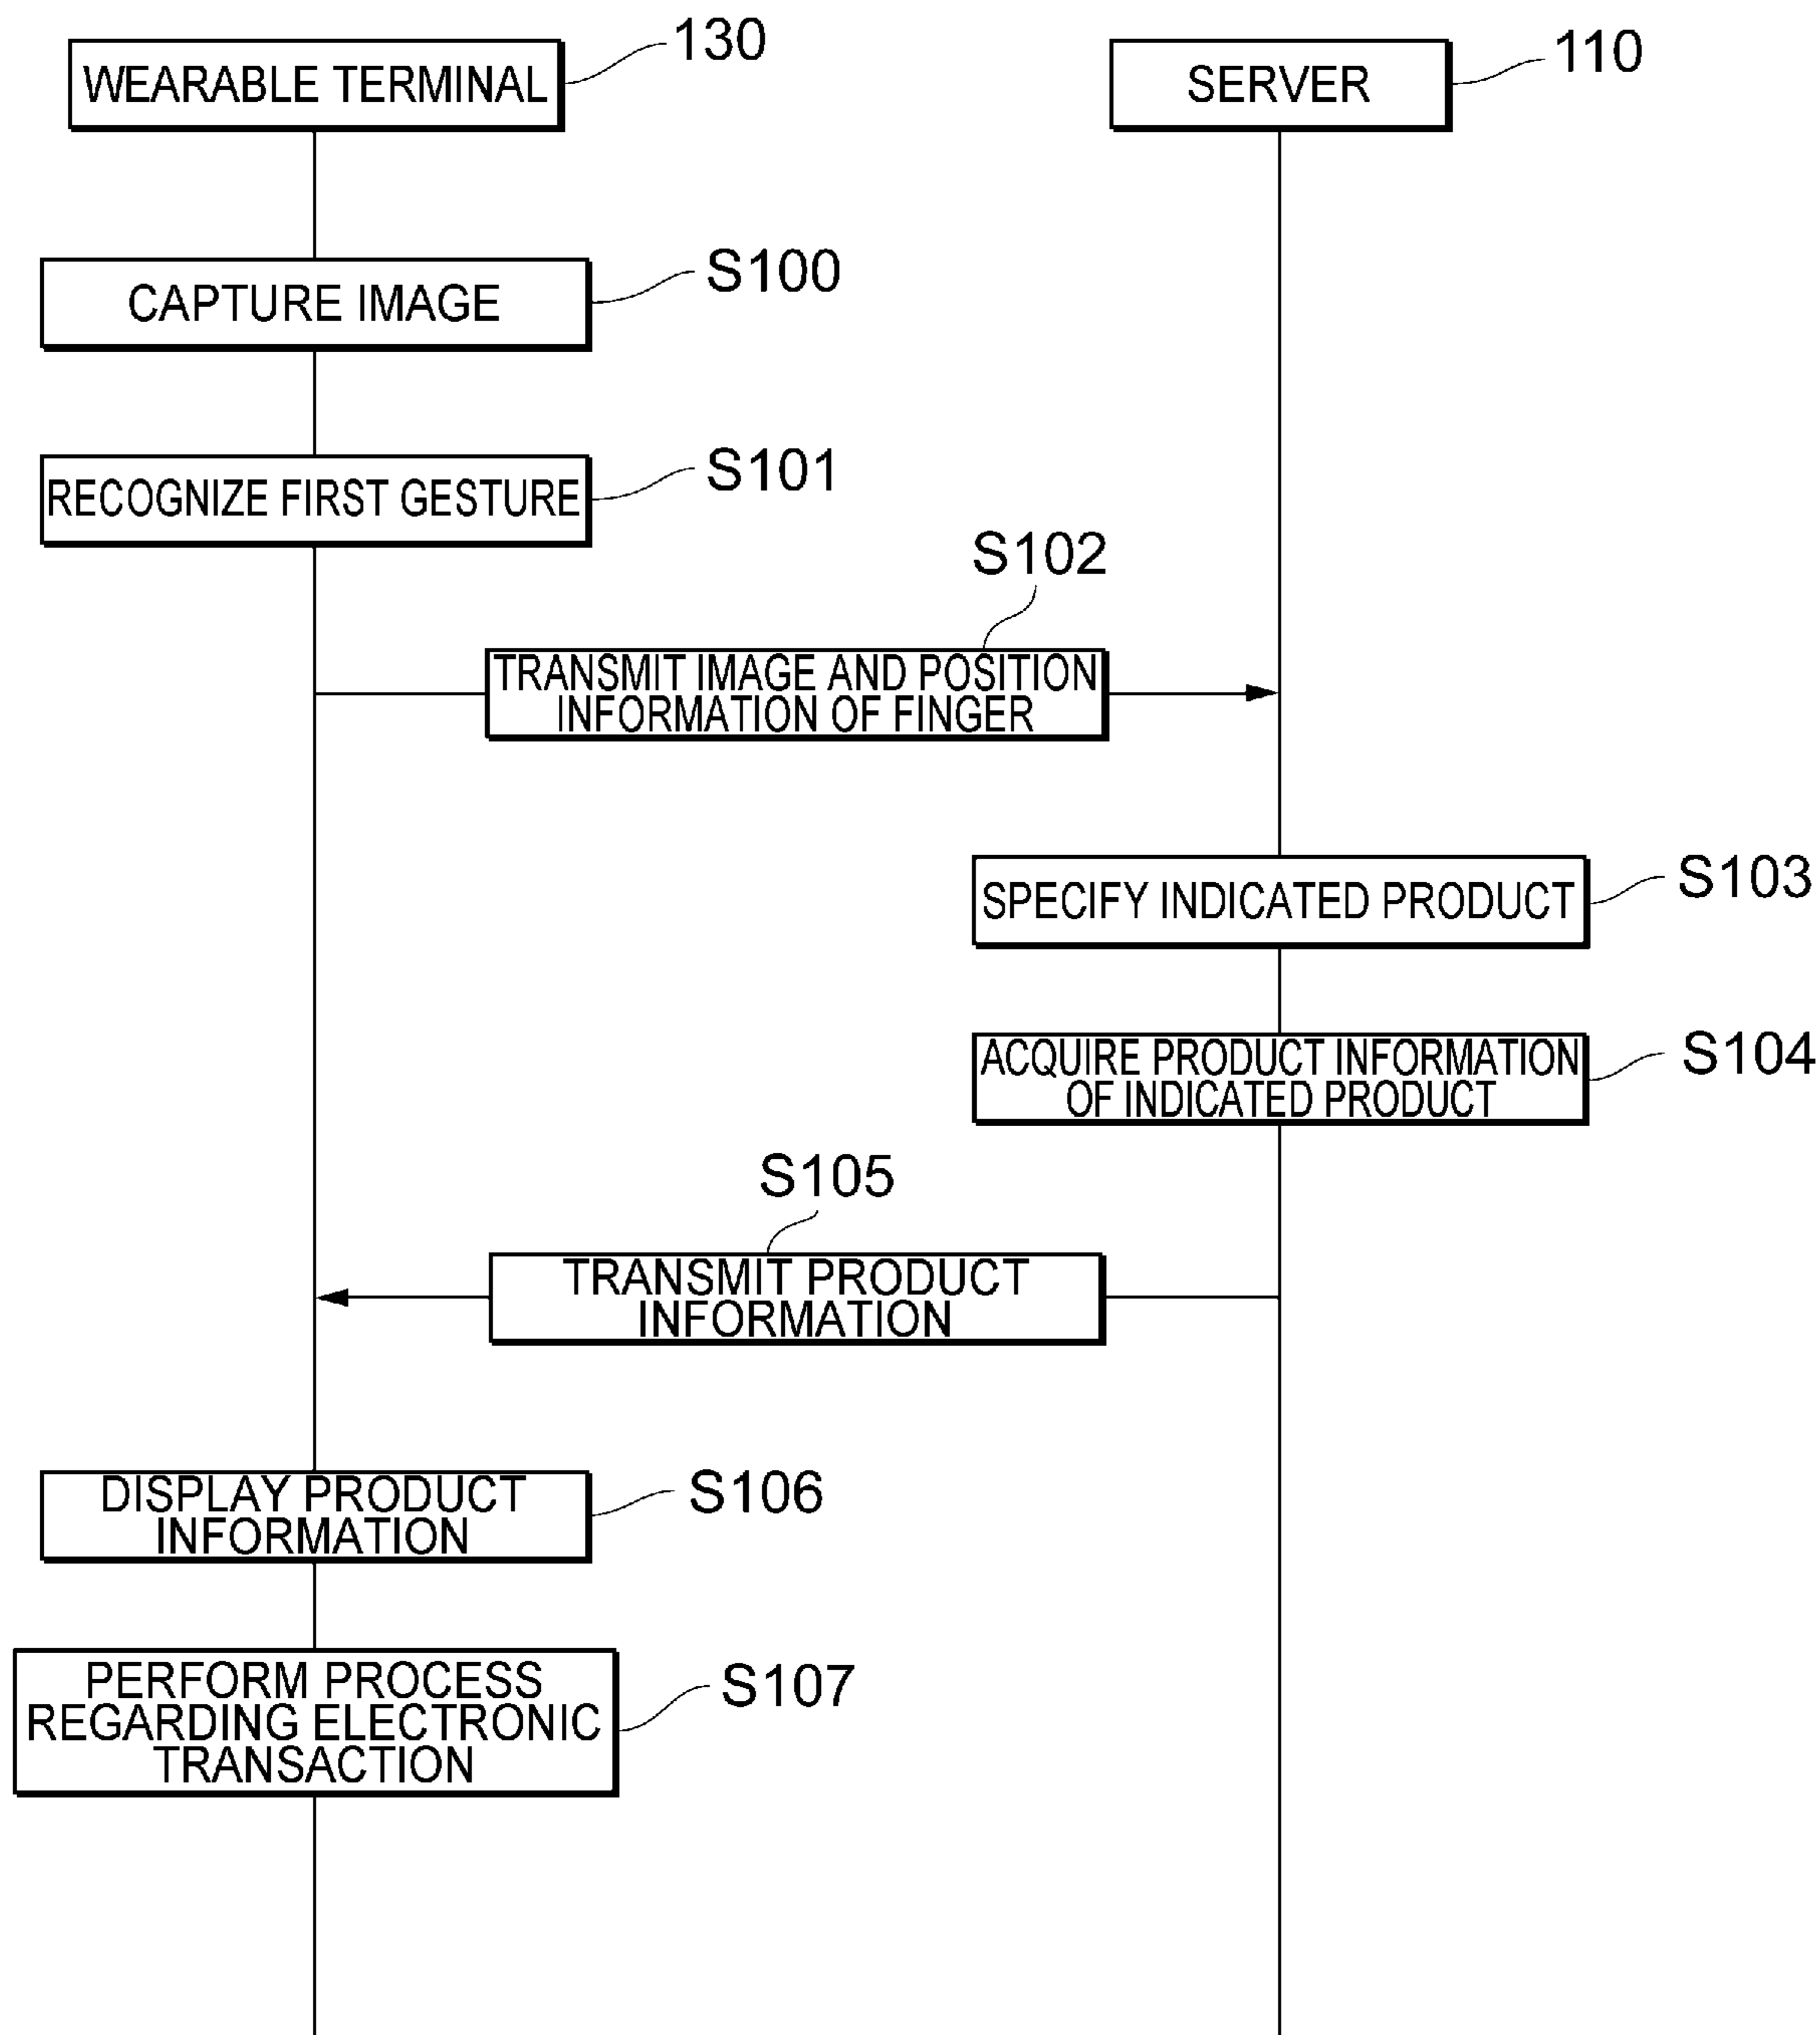 130
WEARABLE TERMINAL
110
SERVER
S100
CAPTURE IMAGE
S101
RECOGNIZE FIRST GESTURE
S102
TRANSMIT IMAGE AND POSITION
INFORMATION OF FINGER
S103
SPECIFY INDICATED PRODUCT
S104
ACQUIRE PRODUCT INFORMATION
OF INDICATED PRODUCT
S105
TRANSMIT PRODUCT
INFORMATION
S106
DISPLAY PRODUCT
INFORMATION
S107
PERFORM PROCESS
REGARDING ELECTRONIC
TRANSACTION